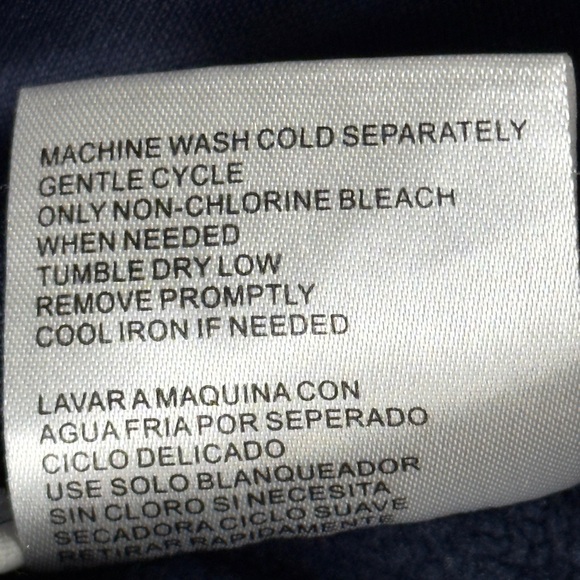 MACHINE WASH COLD SEPARATELY
GENTLE CYCLE
ONLY NON-CHLORINE BLEACH
WHEN NEEDED
TUMBLE DRY LOW
REMOVE PROMPTLY
COOL IRON IF NEEDED
LAVAR A MAQUINA CON
AGUA FRIA POR SEPERADO
CICLO DELICADO
USE SOLO BLANQUEADOR
SIN CLORO SI NECESITA
SECADORA CICLO SUAVE
RETIRAR RAPIDAMENTE